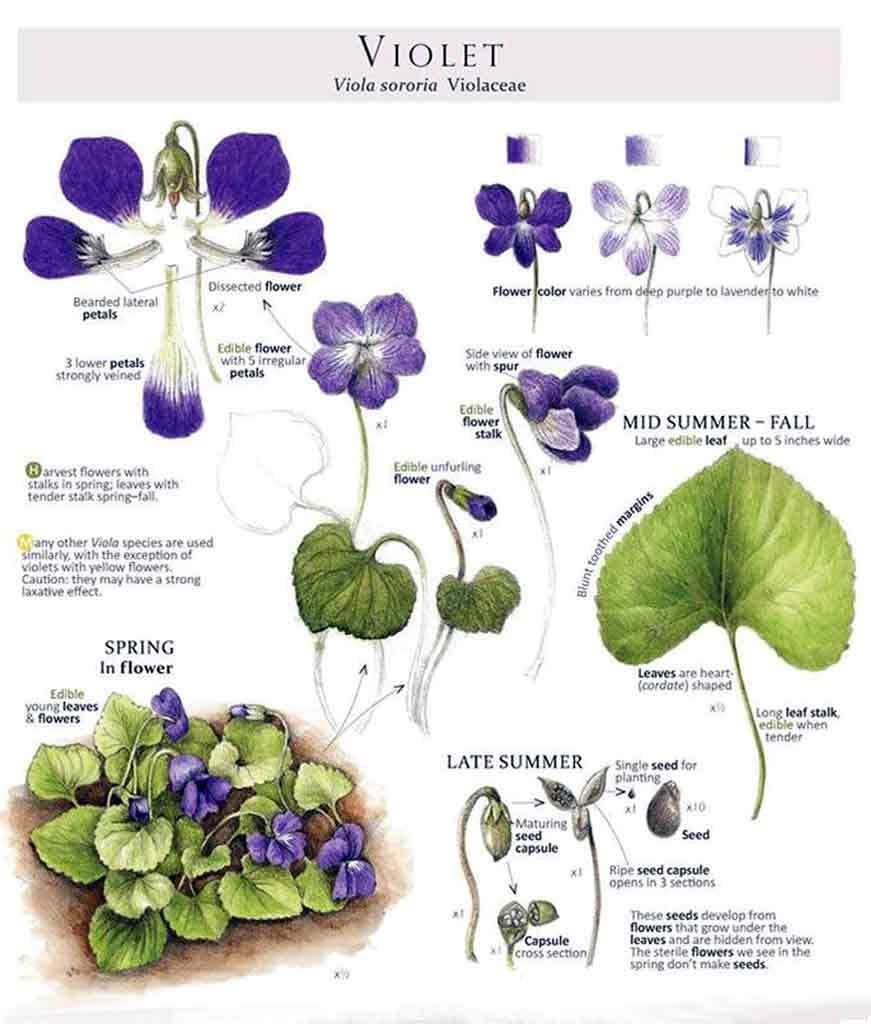 VIOLET
Viola sororia Violaceae
Bearded lateral
petals
Dissected flower
x2
3 lower petals
strongly veined
Edible flower
with 5 irregular
petals
x1
Flower color varies from deep purple to lavender to white
Side view of flower
with spur
Edible
flower
stalk
x1
Edible unfurling
flower
x1
Harvest flowers with
stalks in spring; leaves with
tender stalk spring–fall.
Many other Viola species are used
similarly, with the exception of
violets with yellow flowers.
Caution: they may have a strong
laxative effect.
MID SUMMER – FALL
Large edible leaf up to 5 inches wide
Blunt toothed margins
Leaves are heart-
(cordate) shaped
x½
Long leaf stalk,
edible when
tender
SPRING
In flower
Edible
young leaves
& flowers
x½
LATE SUMMER
Single seed for
planting
x1
x10
Seed
Maturing
seed
capsule
x1
Ripe seed capsule
opens in 3 sections
x1
Capsule
cross section
x1
These seeds develop from
flowers that grow under the
leaves and are hidden from view.
The sterile flowers we see in the
spring don't make seeds.